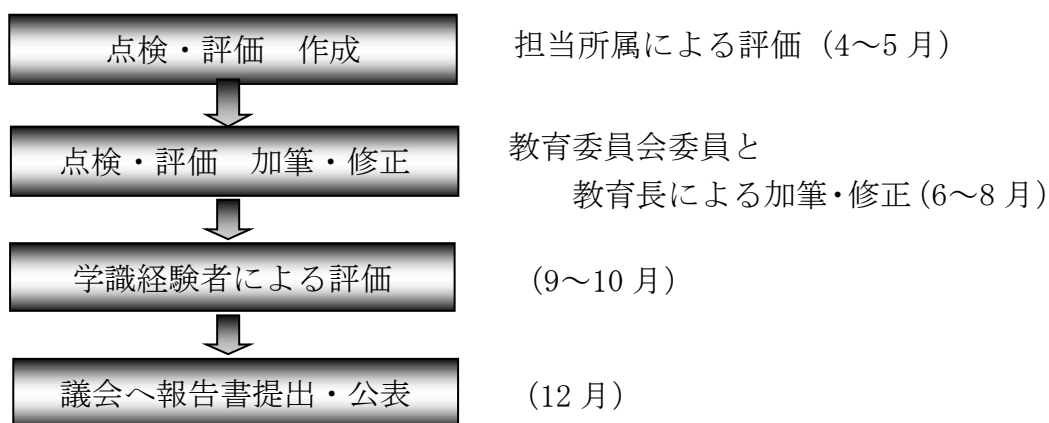 点検・評価　作成
担当所属による評価（4～5 月）
点検・評価　加筆・修正
教育委員会委員と
教育長による加筆・修正（6～8 月）
学識経験者による評価
（9～10 月）
議会へ報告書提出・公表
（12 月）